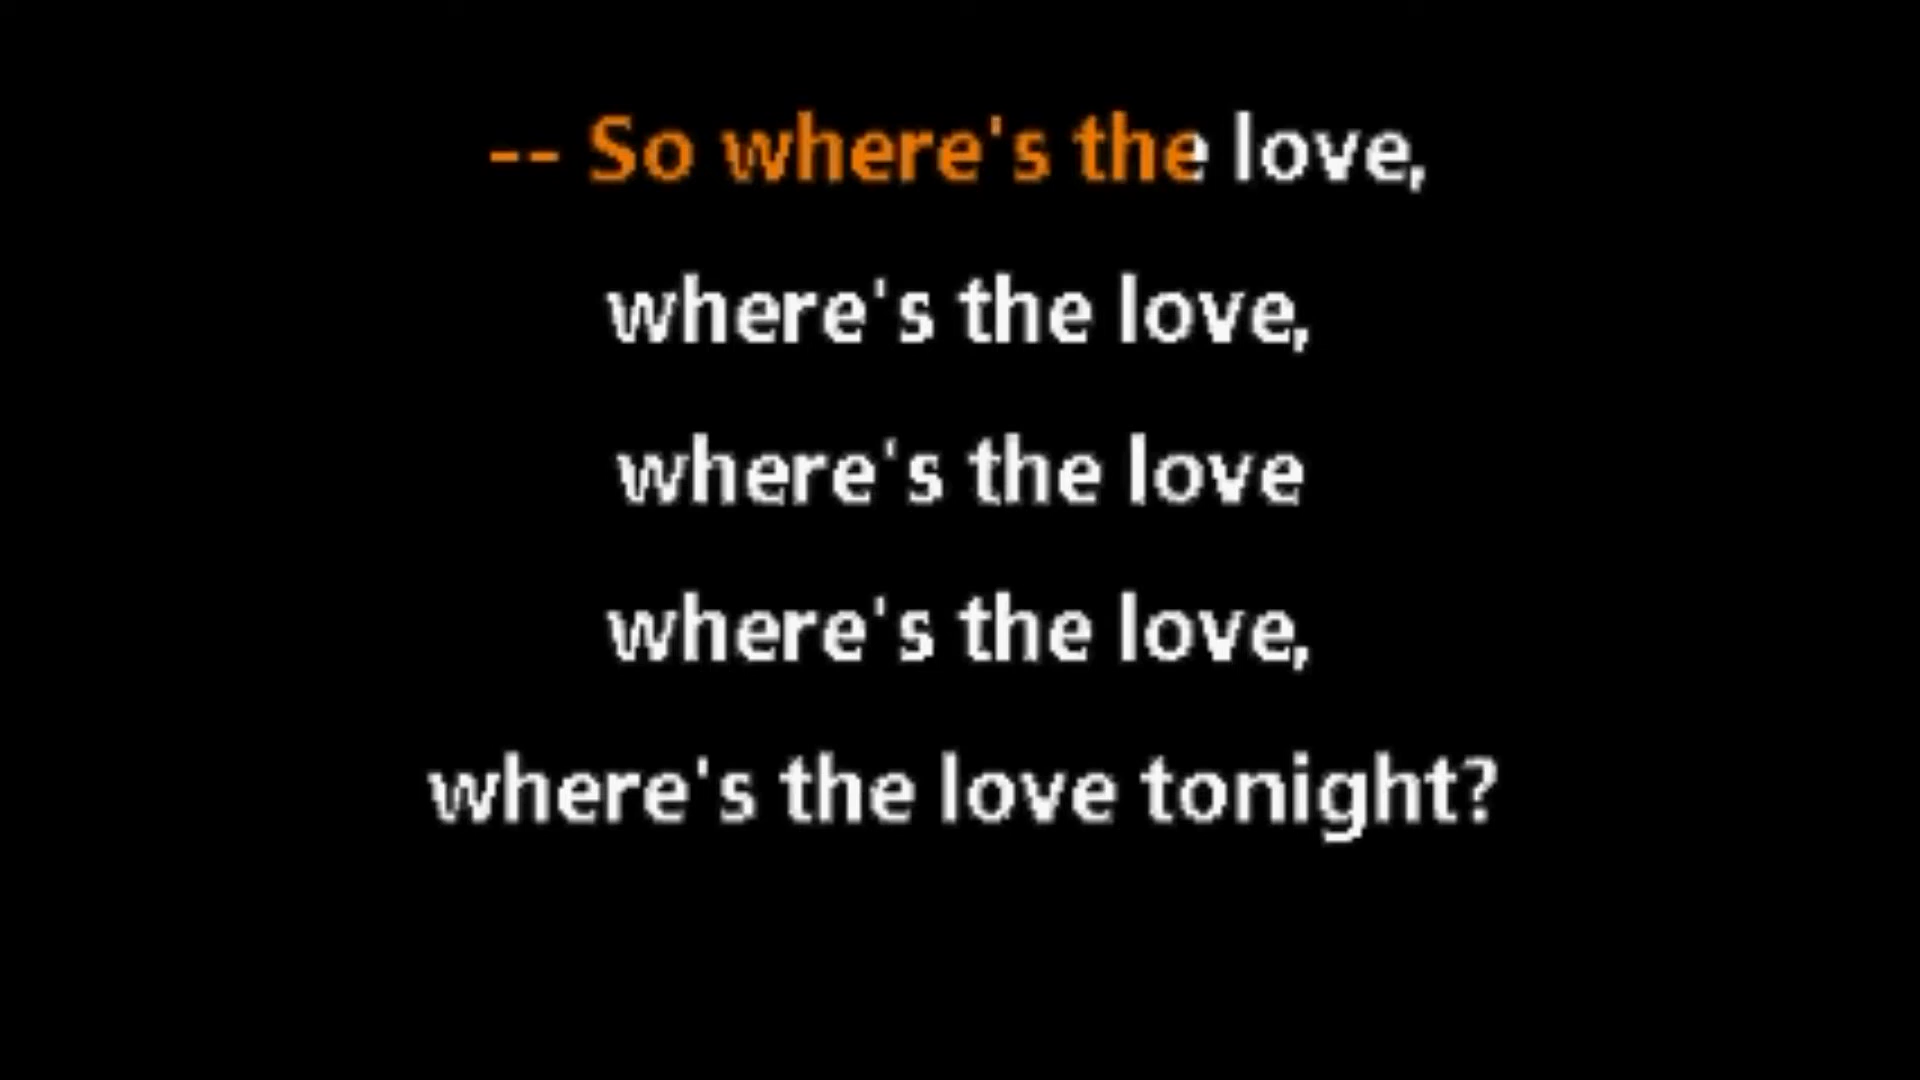 -- So where's the love,
where's the love,
where's the love
where's the love,
where's the love tonight?